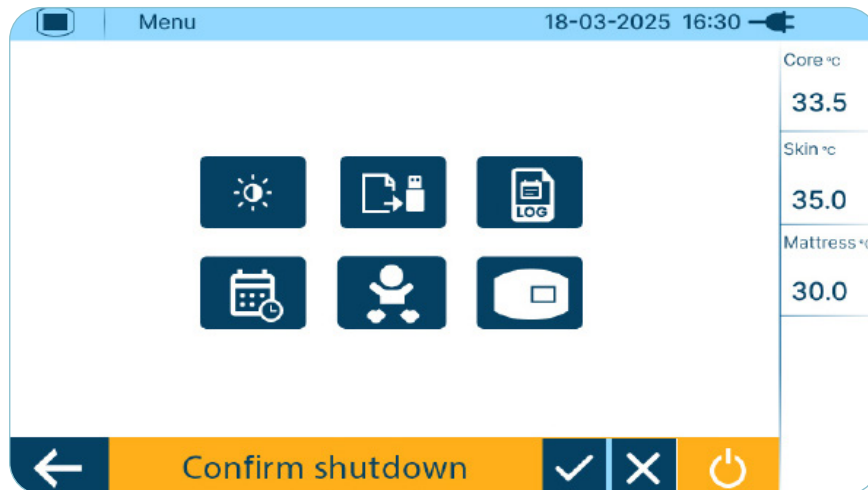 Menu
18-03-2025 16:30
Core °C
33.5
Skin °C
35.0
Mattress °C
30.0
LOG
Confirm shutdown